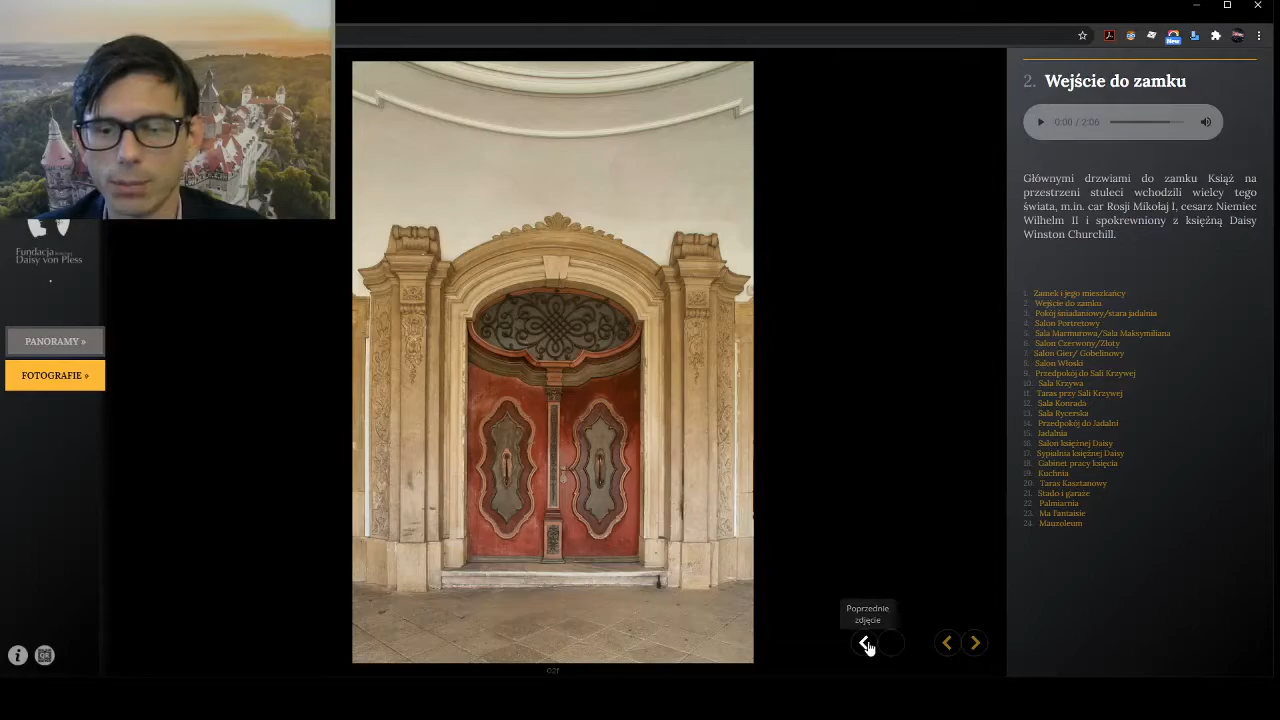 New
2. Wejście do zamku
0:00 / 2:06
Głównymi drzwiami do zamku Książ na
przestrzeni stuleci wchodzili wielcy tego
świata, m.in. car Rosji Mikołaj I, cesarz Niemiec
Wilhelm II i spokrewniony z księżną Daisy
Winston Churchill.
Fundacja
Daisy von Pless
PANORAMY »
FOTOGRAFIE »
1. Zamek i jego mieszkańcy
2. Wejście do zamku
3. Pokój śniadaniowy/stara jadalnia
4. Salon Portretowy
5. Sala Marmurowa/Sala Maksymiliana
6. Salon Czerwony/Złoty
7. Salon Gier/ Gobelinowy
8. Salon Włoski
9. Przedpokój do Sali Krzywej
10. Sala Krzywa
11. Taras przy Sali Krzywej
12. Sala Konrada
13. Sala Rycerska
14. Przedpokój do Jadalni
15. Jadalnia
16. Salon księżnej Daisy
17. Sypialnia księżnej Daisy
18. Gabinet pracy księcia
19. Kuchnia
20. Taras Kasztanowy
21. Stado i garaże
22. Palmiarnia
23. Ma Fantaisie
24. Mauzoleum
Poprzednie
zdjęcie